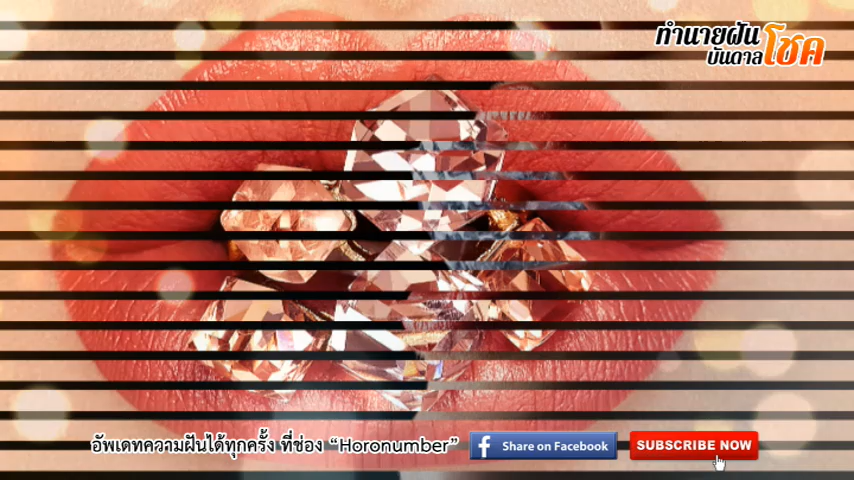 ทำนายฝัน
บันดาลโชค
อัพเดทความฝันได้ทุกครั้ง ที่ช่อง “Horonumber”
f Share on Facebook
SUBSCRIBE NOW